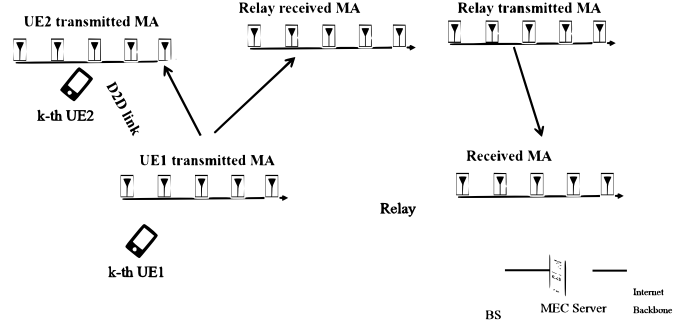 UE2 transmitted MA
Relay received MA
Relay transmitted MA
k-th UE2
D2D link
UE1 transmitted MA
Received MA
Relay
k-th UE1
BS
MEC Server
Internet
Backbone